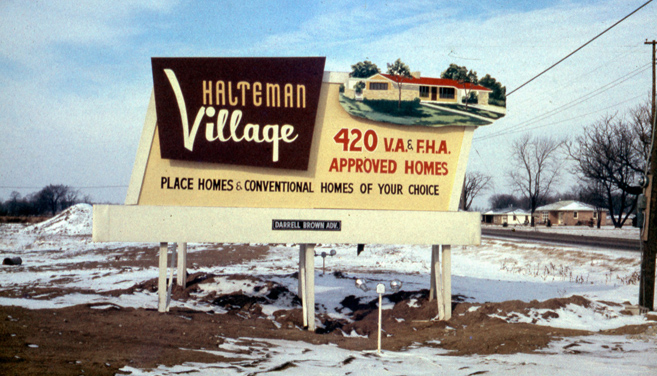 HALTEMAN
Village
420 V.A. & F.H.A.
APPROVED HOMES
PLACE HOMES & CONVENTIONAL HOMES OF YOUR CHOICE
DARRELL BROWN ADV.